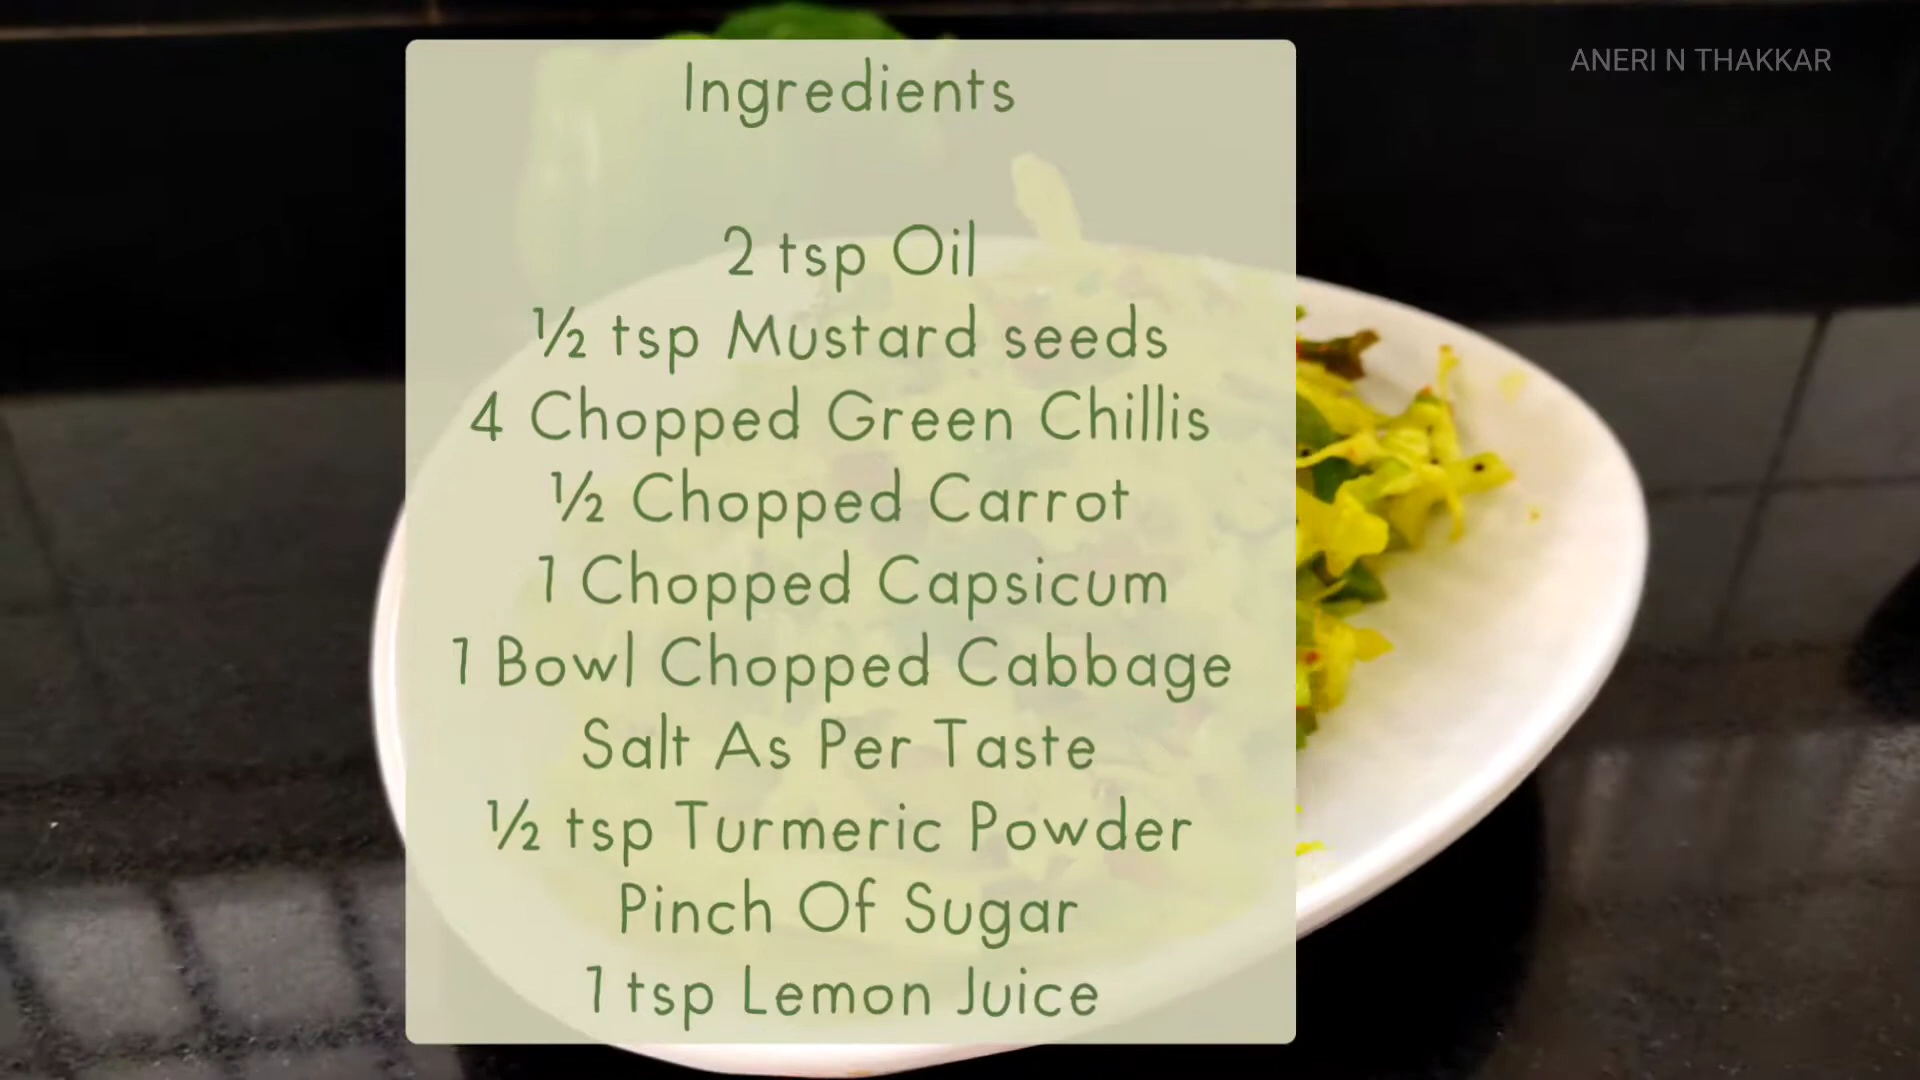 ANERI N THAKKAR
Ingredients
2 tsp Oil
½ tsp Mustard seeds
4 Chopped Green Chillis
½ Chopped Carrot
1 Chopped Capsicum
1 Bowl Chopped Cabbage
Salt As Per Taste
½ tsp Turmeric Powder
Pinch Of Sugar
1 tsp Lemon Juice